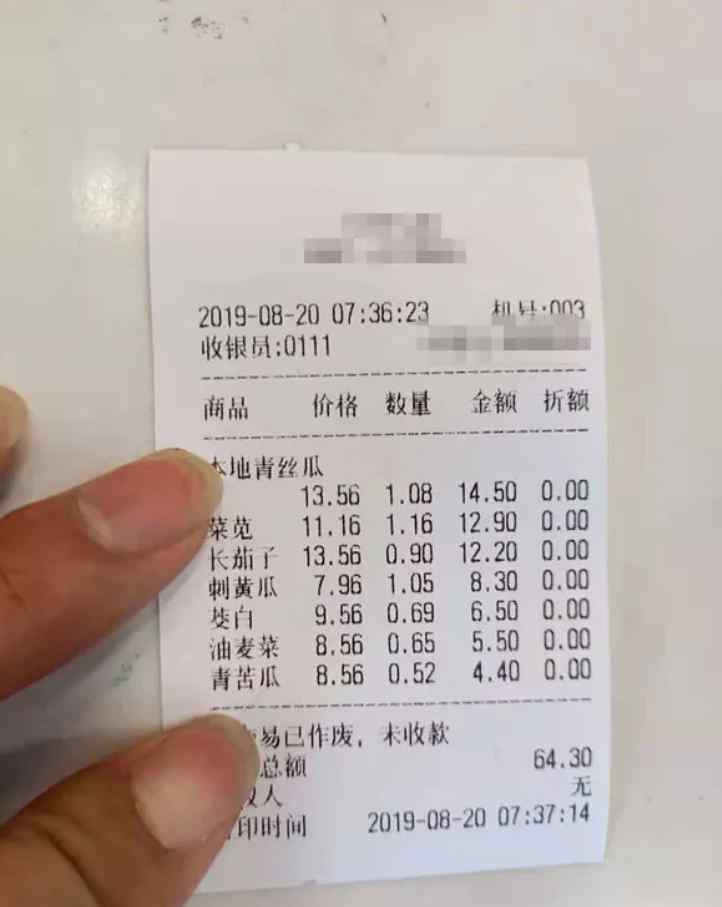 2019-08-20 07:36:23 机号:003
收银员:0111
商品 价格 数量 金额 折额
本地青丝瓜
13.56 1.08 14.50 0.00
菜苋 11.16 1.16 12.90 0.00
长茄子 13.56 0.90 12.20 0.00
刺黄瓜 7.96 1.05 8.30 0.00
茭白 9.56 0.69 6.50 0.00
油麦菜 8.56 0.65 5.50 0.00
青苦瓜 8.56 0.52 4.40 0.00
易已作废, 未收款
总额 64.30
权人 无
印时间 2019-08-20 07:37:14